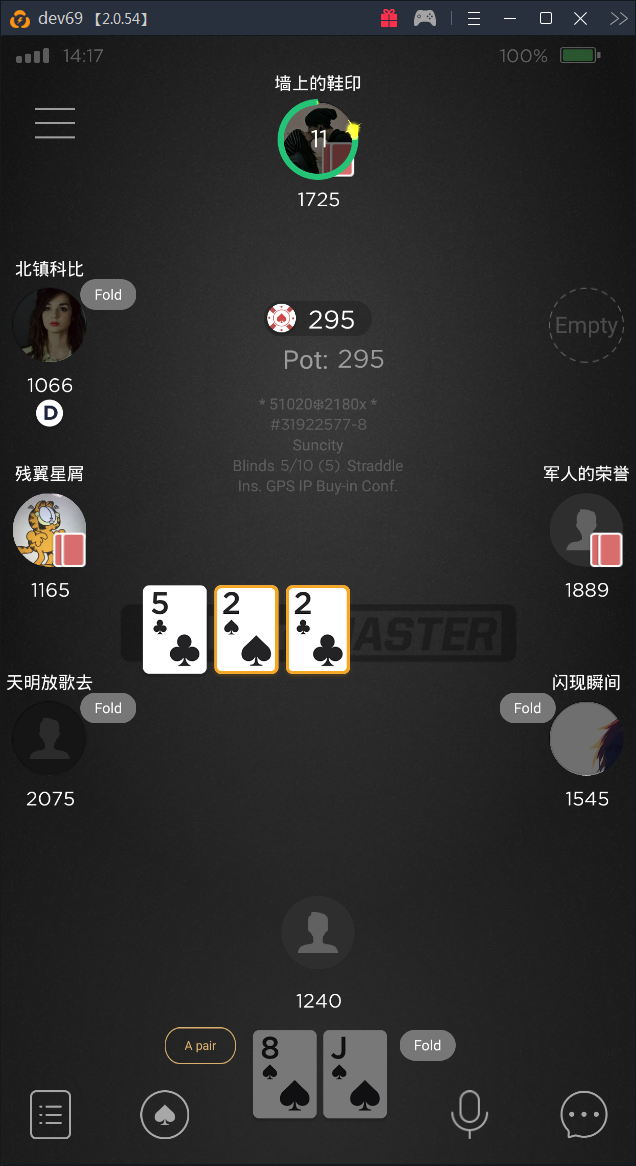 dev69 【2.0.54】
14:17 100%
墙上的鞋印
11
1725
北镇科比
Fold
1066
D
295
Pot: 295
Empty
* 51020❄2180x *
#31922577-8
Suncity
Blinds 5/10 (5) Straddle
Ins. GPS IP Buy-in Conf.
残翼星屑
1165
军人的荣誉
1889
5 2 2
ASTER
天明放歌去
Fold
2075
闪现瞬间
Fold
1545
1240
A pair
8 J
Fold